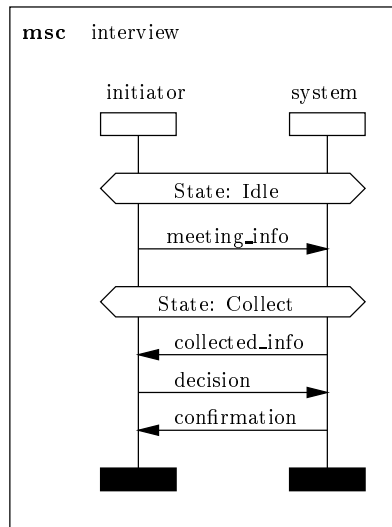 msc interview
initiator system
State: Idle
meeting_info
State: Collect
collected_info
decision
confirmation